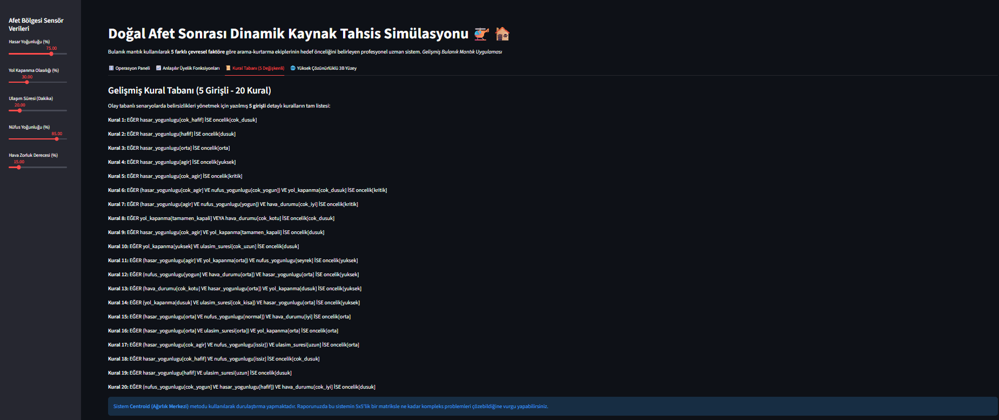 Afet Bölgesi Sensör
Verileri
Hasar Yoğunluğu (%)
75.00
Yol Kapanma Olasılığı (%)
30.00
Ulaşım Süresi (Dakika)
20.00
Nüfus Yoğunluğu (%)
85.00
Hava Zorluk Derecesi (%)
15.00
Doğal Afet Sonrası Dinamik Kaynak Tahsis Simülasyonu
Bulanık mantık kullanılarak 5 farklı çevresel faktöre göre arama-kurtarma ekiplerinin hedef önceliğini belirleyen profesyonel uzman sistem. Gelişmiş Bulanık Mantık Uygulaması
Operasyon Paneli Anlaşılır Üyelik Fonksiyonları Kural Tabanı (5 Değişkenli) Yüksek Çözünürlüklü 3B Yüzey
Gelişmiş Kural Tabanı (5 Girişli - 20 Kural)
Olay tabanlı senaryolarda belirsizlikleri yönetmek için yazılmış 5 girişli detaylı kuralların tam listesi:
Kural 1: EĞER hasar_yogunlugu[cok_hafif] İSE oncelik[cok_dusuk]
Kural 2: EĞER hasar_yogunlugu[hafif] İSE oncelik[dusuk]
Kural 3: EĞER hasar_yogunlugu[orta] İSE oncelik[orta]
Kural 4: EĞER hasar_yogunlugu[agir] İSE oncelik[yuksek]
Kural 5: EĞER hasar_yogunlugu[cok_agir] İSE oncelik[kritik]
Kural 6: EĞER (hasar_yogunlugu[cok_agir] VE nufus_yogunlugu[cok_yogun]) VE yol_kapanma[cok_dusuk] İSE oncelik[kritik]
Kural 7: EĞER (hasar_yogunlugu[agir] VE nufus_yogunlugu[yogun]) VE hava_durumu[cok_iyi] İSE oncelik[kritik]
Kural 8: EĞER yol_kapanma[tamamen_kapali] VEYA hava_durumu[cok_kotu] İSE oncelik[cok_dusuk]
Kural 9: EĞER hasar_yogunlugu[cok_agir] VE yol_kapanma[tamamen_kapali] İSE oncelik[dusuk]
Kural 10: EĞER yol_kapanma[yuksek] VE ulasim_suresi[cok_uzun] İSE oncelik[dusuk]
Kural 11: EĞER (hasar_yogunlugu[agir] VE yol_kapanma[orta]) VE nufus_yogunlugu[seyrek] İSE oncelik[yuksek]
Kural 12: EĞER (nufus_yogunlugu[yogun] VE hava_durumu[orta]) VE hasar_yogunlugu[orta] İSE oncelik[yuksek]
Kural 13: EĞER (hava_durumu[cok_kotu] VE hasar_yogunlugu[orta]) VE yol_kapanma[dusuk] İSE oncelik[yuksek]
Kural 14: EĞER (yol_kapanma[dusuk] VE ulasim_suresi[cok_kisa]) VE hasar_yogunlugu[orta] İSE oncelik[yuksek]
Kural 15: EĞER (hasar_yogunlugu[orta] VE nufus_yogunlugu[normal]) VE hava_durumu[iyi] İSE oncelik[orta]
Kural 16: EĞER (hasar_yogunlugu[orta] VE ulasim_suresi[orta]) VE yol_kapanma[orta] İSE oncelik[orta]
Kural 17: EĞER (hasar_yogunlugu[cok_agir] VE nufus_yogunlugu[issiz]) VE ulasim_suresi[uzun] İSE oncelik[orta]
Kural 18: EĞER hasar_yogunlugu[cok_hafif] VE nufus_yogunlugu[issiz] İSE oncelik[cok_dusuk]
Kural 19: EĞER hasar_yogunlugu[hafif] VE ulasim_suresi[uzun] İSE oncelik[dusuk]
Kural 20: EĞER (nufus_yogunlugu[cok_yogun] VE hasar_yogunlugu[hafif]) VE hava_durumu[cok_iyi] İSE oncelik[dusuk]
Sistem Centroid (Ağırlık Merkezi) metodu kullanılarak durulaştırma yapmaktadır. Raporunuzda bu sistemin 5x5'lik bir matriksle ne kadar kompleks problemleri çözebildiğine vurgu yapabilirsiniz.